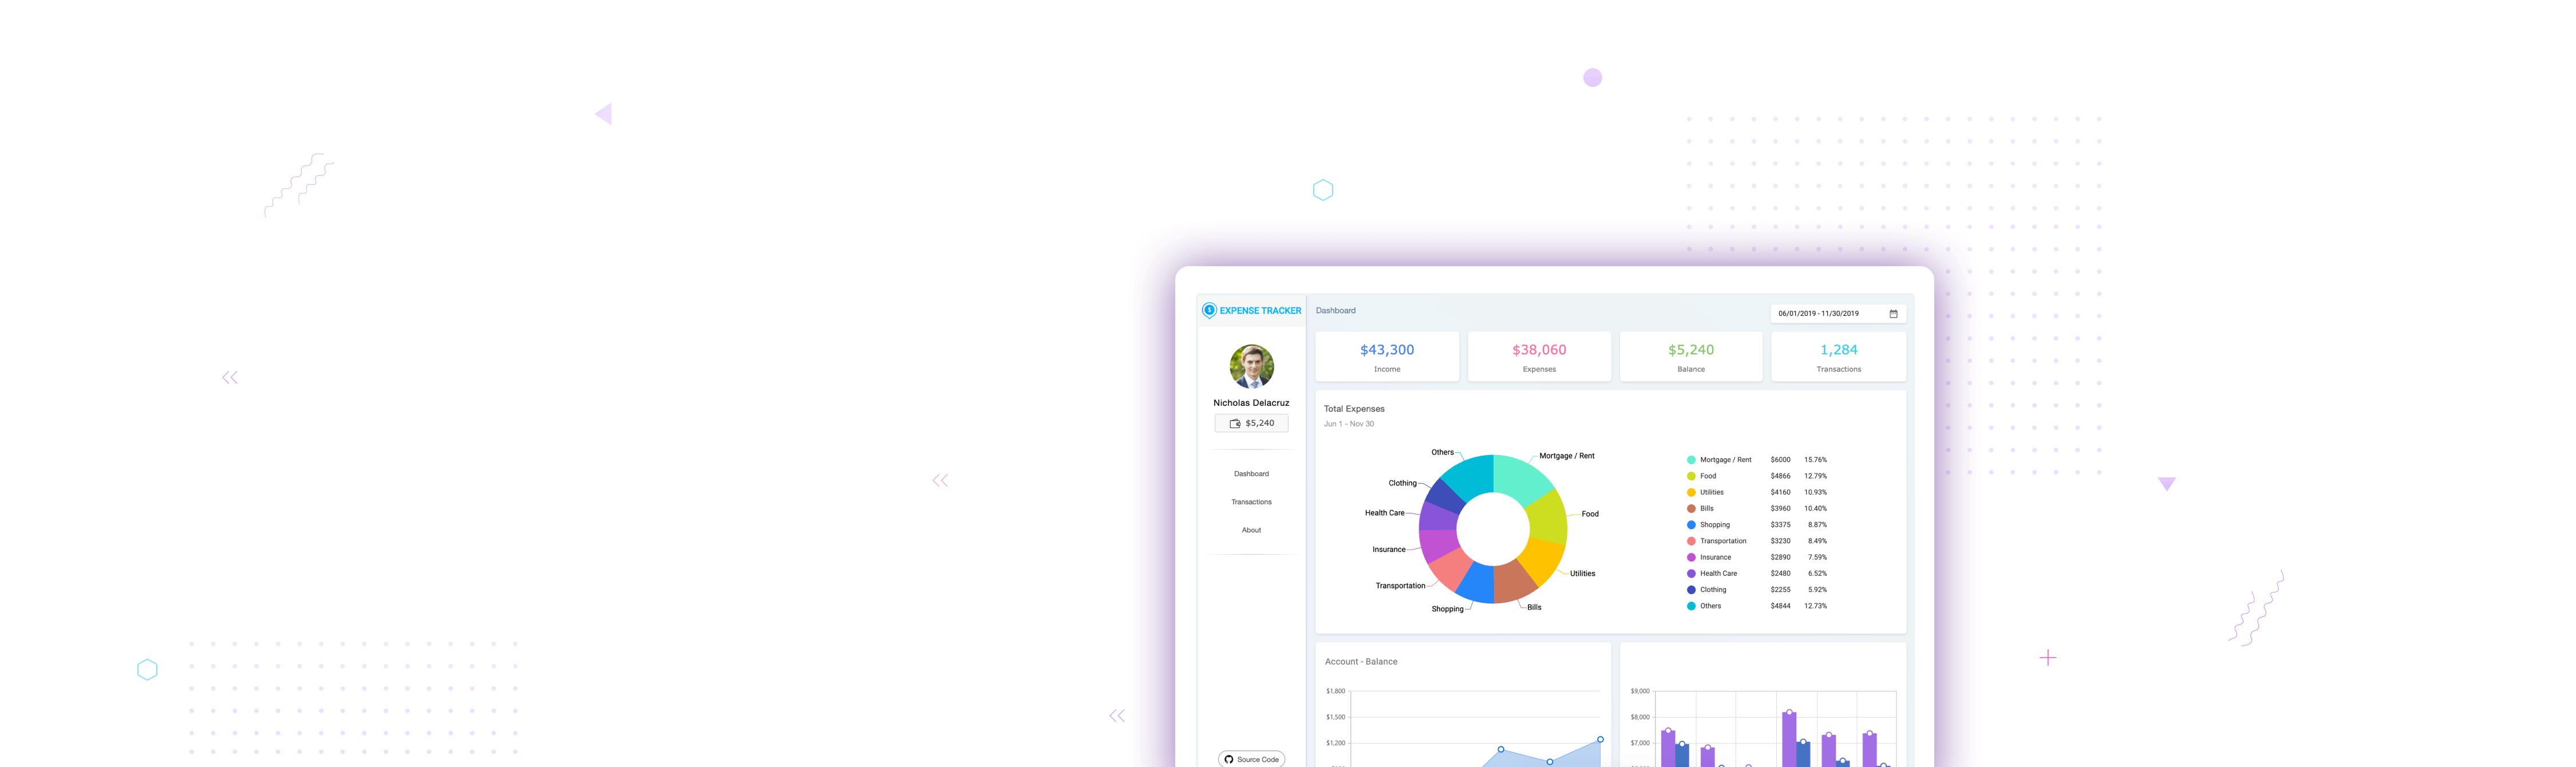 EXPENSE TRACKER
Nicholas Delacruz
$5,240
Dashboard
Transactions
About
Source Code
Dashboard
06/01/2019 - 11/30/2019
$43,300
Income
$38,060
Expenses
$5,240
Balance
1,284
Transactions
Total Expenses
Jun 1 - Nov 30
Others
Mortgage / Rent
Clothing
Health Care
Food
Insurance
Utilities
Transportation
Shopping
Bills
Mortgage / Rent $6000 15.76%
Food $4866 12.79%
Utilities $4160 10.93%
Bills $3960 10.40%
Shopping $3375 8.87%
Transportation $3230 8.49%
Insurance $2890 7.59%
Health Care $2480 6.52%
Clothing $2255 5.92%
Others $4844 12.73%
Account - Balance
$1,800
$1,500
$1,200
$9,000
$8,000
$7,000